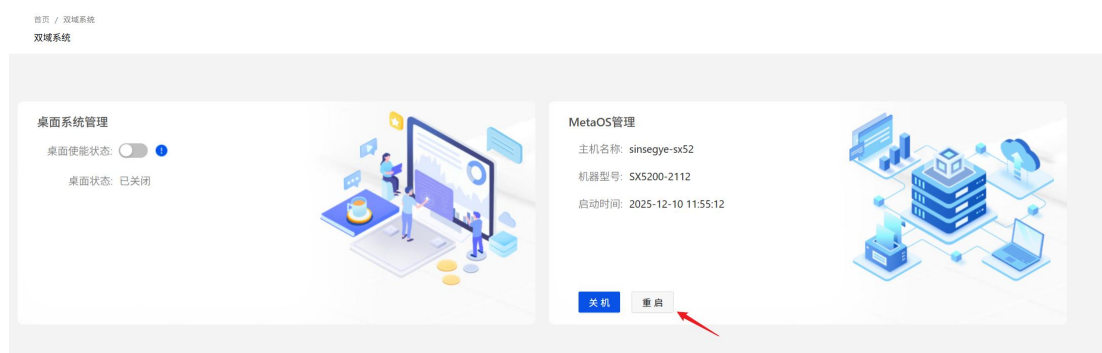 首页 / 双域系统
双域系统
桌面系统管理
桌面使能状态:
桌面状态: 已关闭
MetaOS管理
主机名称: sinsegye-sx52
机器型号: SX5200-2112
启动时间: 2025-12-10 11:55:12
关 机
重 启